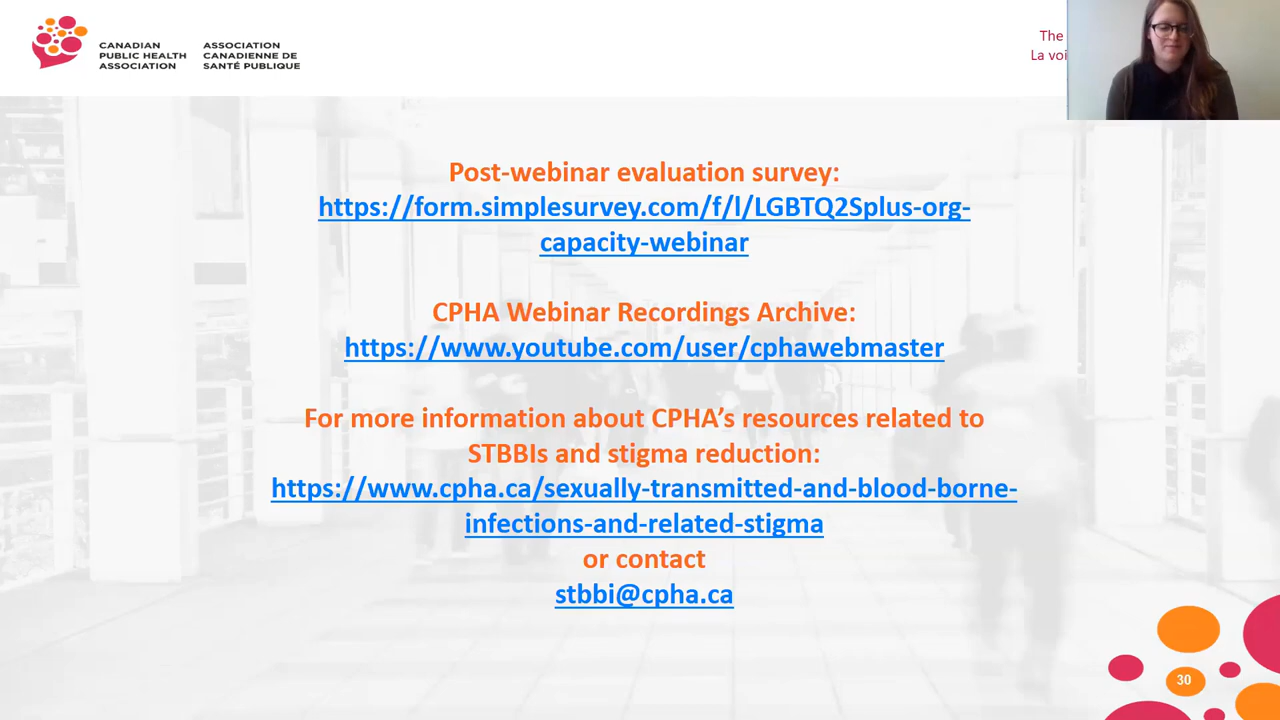 CANADIAN
PUBLIC HEALTH
ASSOCIATION
ASSOCIATION
CANADIENNE DE
SANTÉ PUBLIQUE
The
La voi
Post-webinar evaluation survey:
https://form.simplesurvey.com/f/l/LGBTQ2Splus-org-
capacity-webinar
CPHA Webinar Recordings Archive:
https://www.youtube.com/user/cphawebmaster
For more information about CPHA’s resources related to
STBBIs and stigma reduction:
https://www.cpha.ca/sexually-transmitted-and-blood-borne-
infections-and-related-stigma
or contact
stbbi@cpha.ca
30